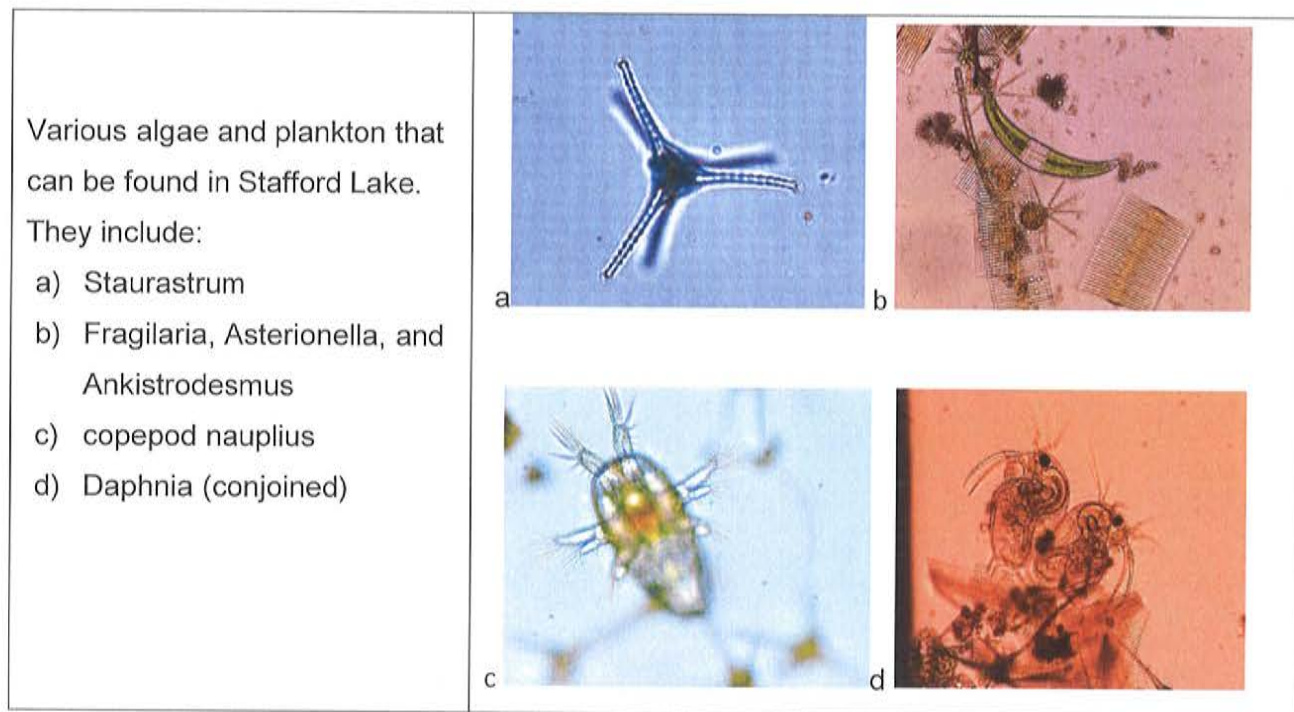 Various algae and plankton that
can be found in Stafford Lake.
They include:
a) Staurastrum
b) Fragilaria, Asterionella, and
Ankistrodesmus
c) copepod nauplius
d) Daphnia (conjoined)
a
b
c
d